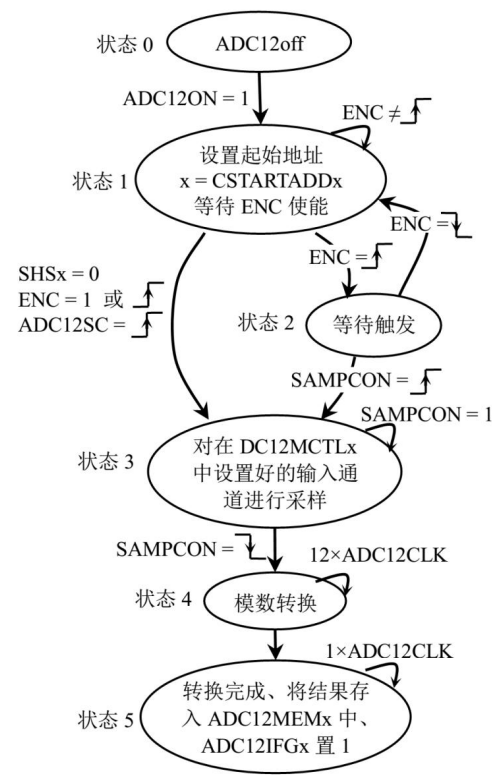 状态 0
ADC12off
ADC12ON = 1
ENC ≠
状态 1
设置起始地址
x = CSTARTADDx
等待 ENC 使能
ENC =
ENC =
SHSx = 0
ENC = 1 或
ADC12SC =
状态 2
等待触发
SAMPCON =
SAMPCON = 1
状态 3
对在 DC12MCTLx
中设置好的输入通
道进行采样
SAMPCON =
12×ADC12CLK
状态 4
模数转换
1×ADC12CLK
状态 5
转换完成、将结果存
入 ADC12MEMx 中、
ADC12IFGx 置 1